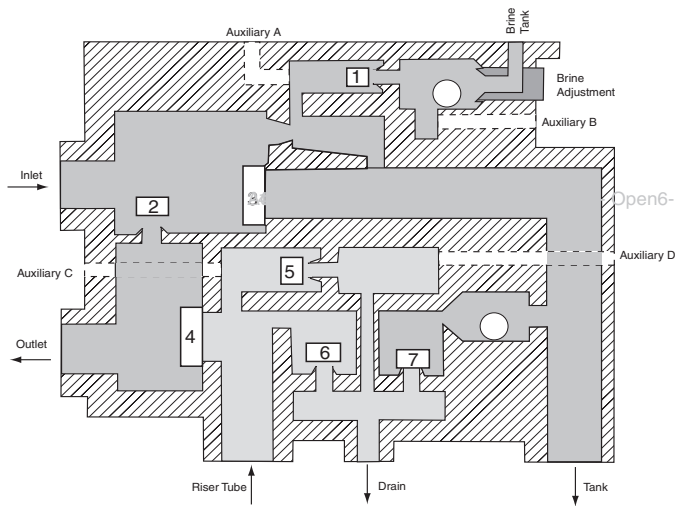 Auxiliary A
Brine
Tank
1
Brine
Adjustment
Auxiliary B
Inlet
2
3
Open6-
Auxiliary C
5
Auxiliary D
Outlet
4
6
7
Riser Tube
Drain
Tank